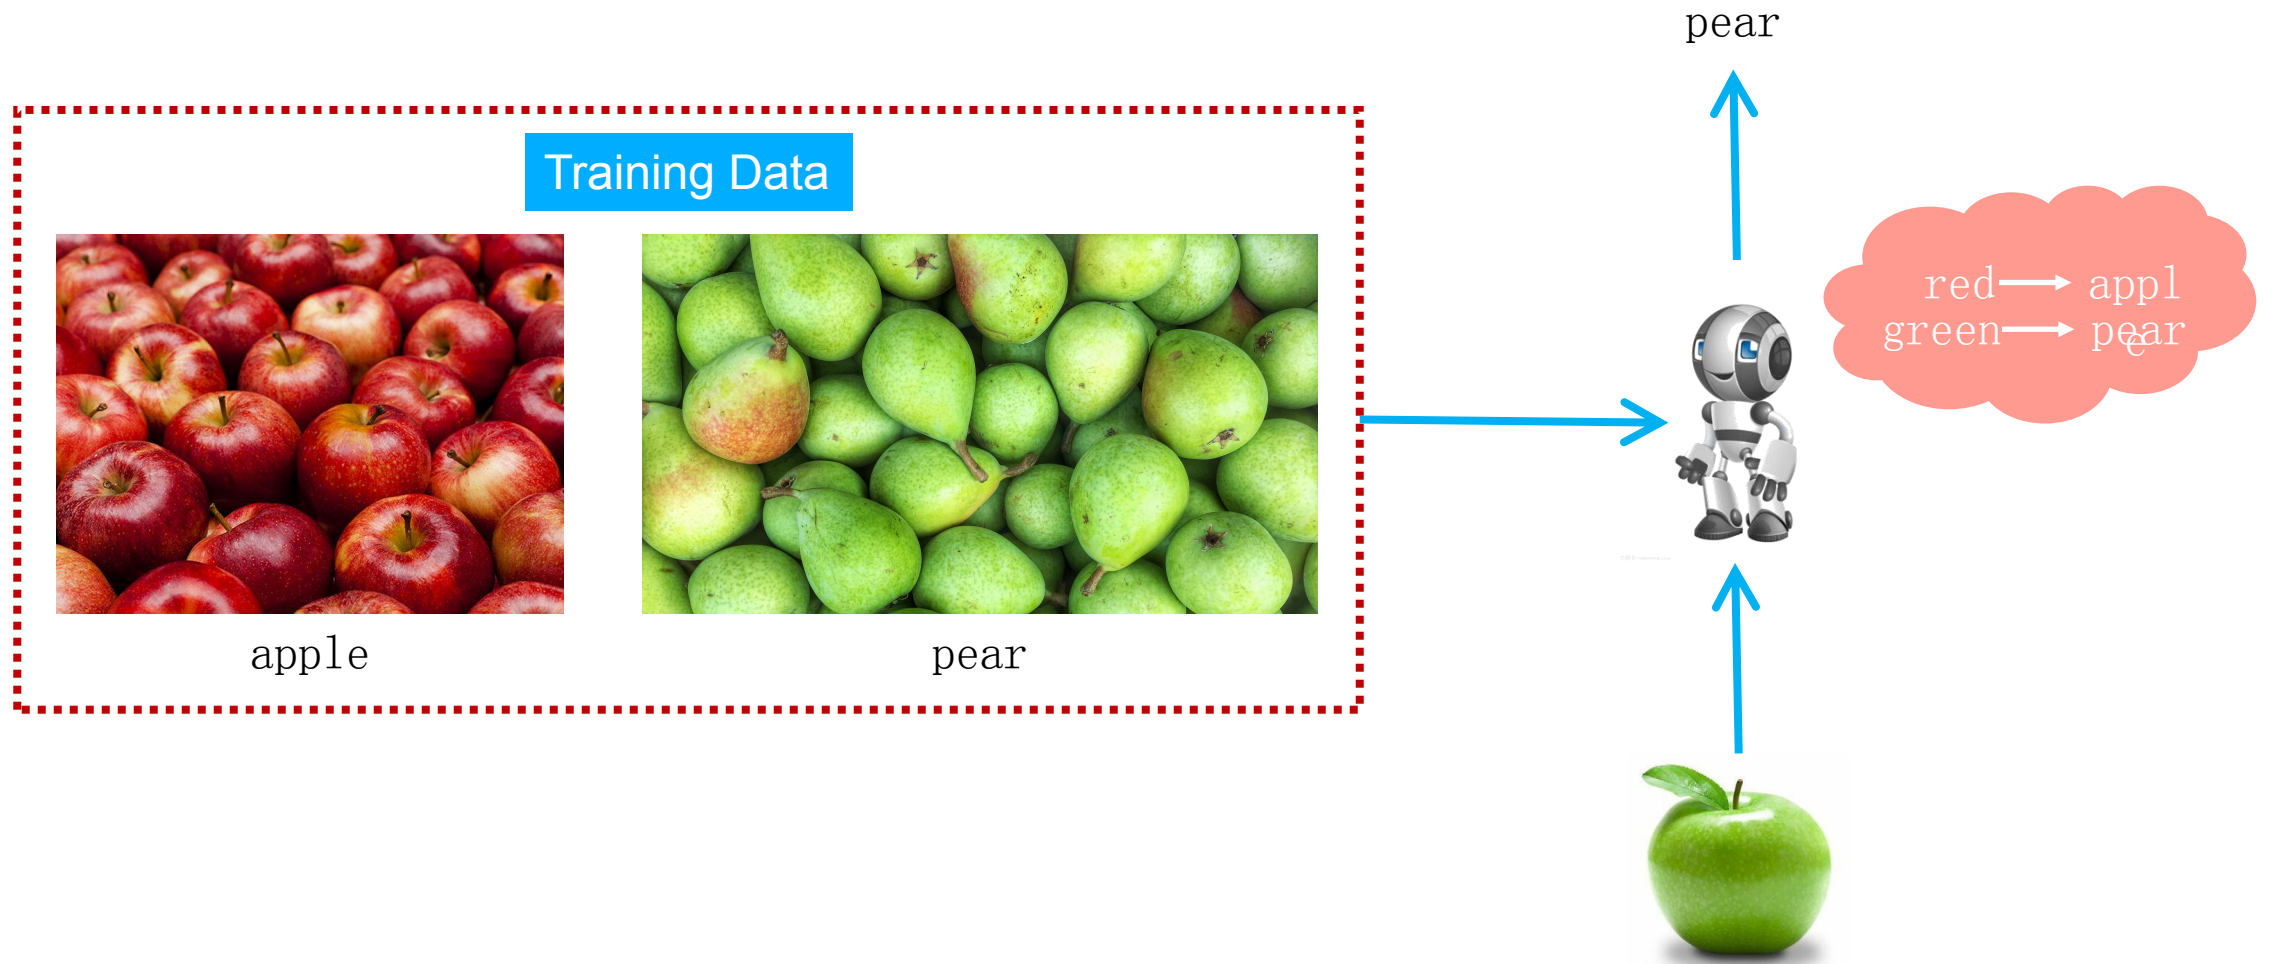 pear
Training Data
red appl
green pear
e
apple
pear